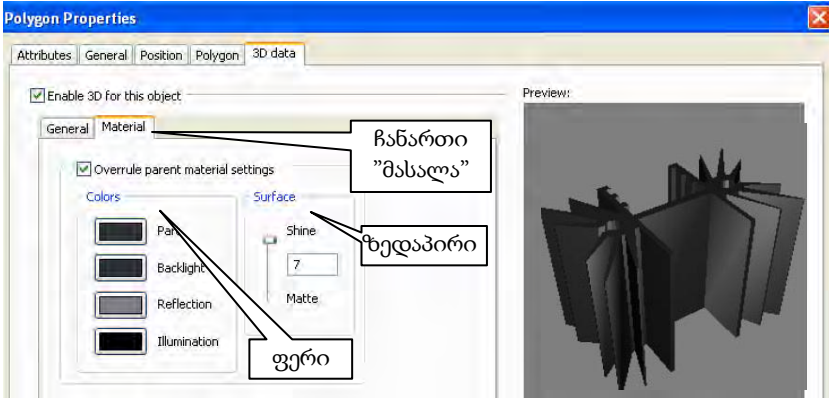 Polygon Properties
Attributes General Position Polygon 3D data
Enable 3D for this object
Preview:
General Material
ჩანართი
”მასალა”
Overrule parent material settings
Colors
Surface
Shine
ზედაპირი
Backlight
7
Reflection
Matte
Illumination
ფერი